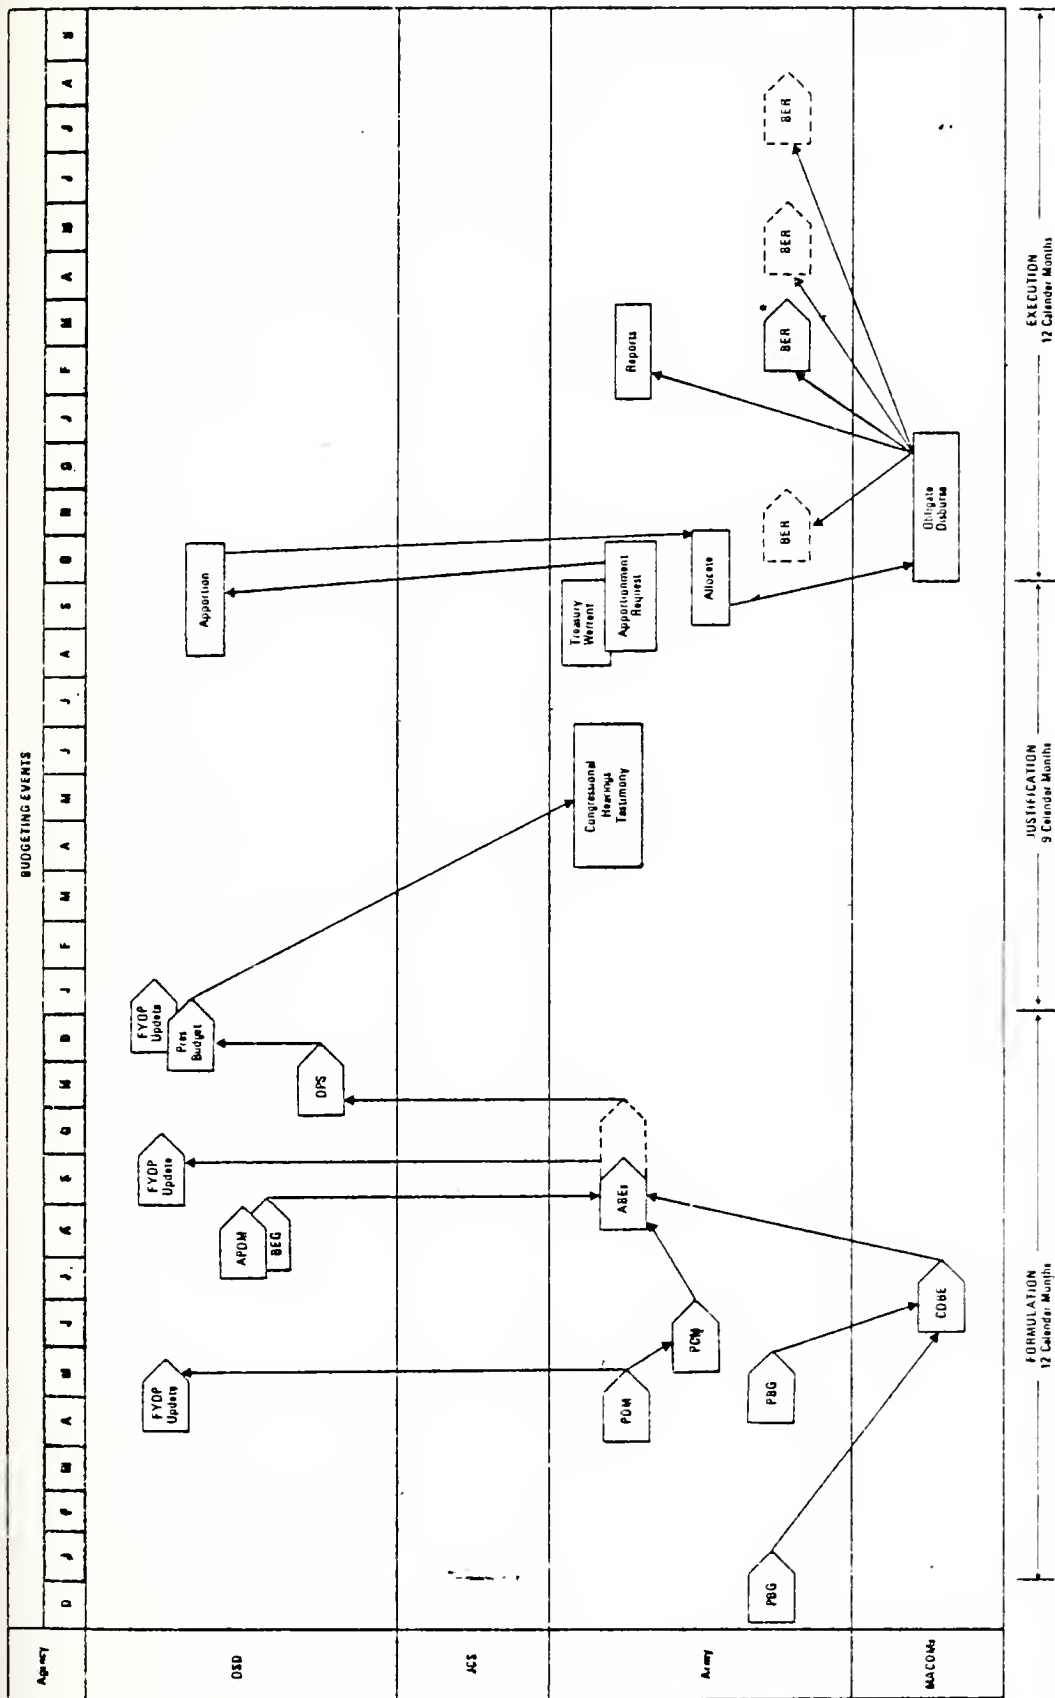 BUDGETING EVENTS
Agency
D J F M A M J J A S O N D J F M A M J J A S O N D J F M A M J J A S
OSD
FYDP
Update
APDM
BEG
FYDP
Update
DPS
FYDP
Update
Pres
Budget
Apportion
JCS
Army
PBG
PBG
POM
PCM
ABEs
Congressional
Hearings
Testimony
Treasury
Warrant
Apportionment
Request
Allocate
BER
Reports
BER
*
BER
BER
MACOMs
COBE
Obligate
Disburse
FORMULATION
12 Calendar Months
JUSTIFICATION
9 Calendar Months
EXECUTION
12 Calendar Months